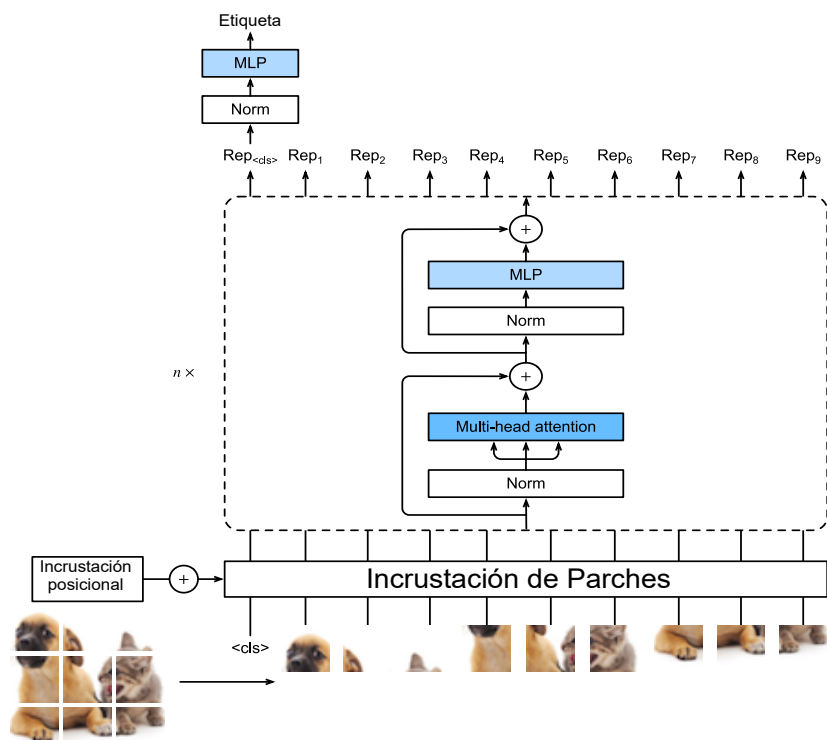 Etiqueta
MLP
Norm
Rep<cls> Rep1 Rep2 Rep3 Rep4 Rep5 Rep6 Rep7 Rep8 Rep9
+
MLP
Norm
n ×
+
Multi-head attention
Norm
Incrustación
posicional
+
Incrustación de Parches
<cls>